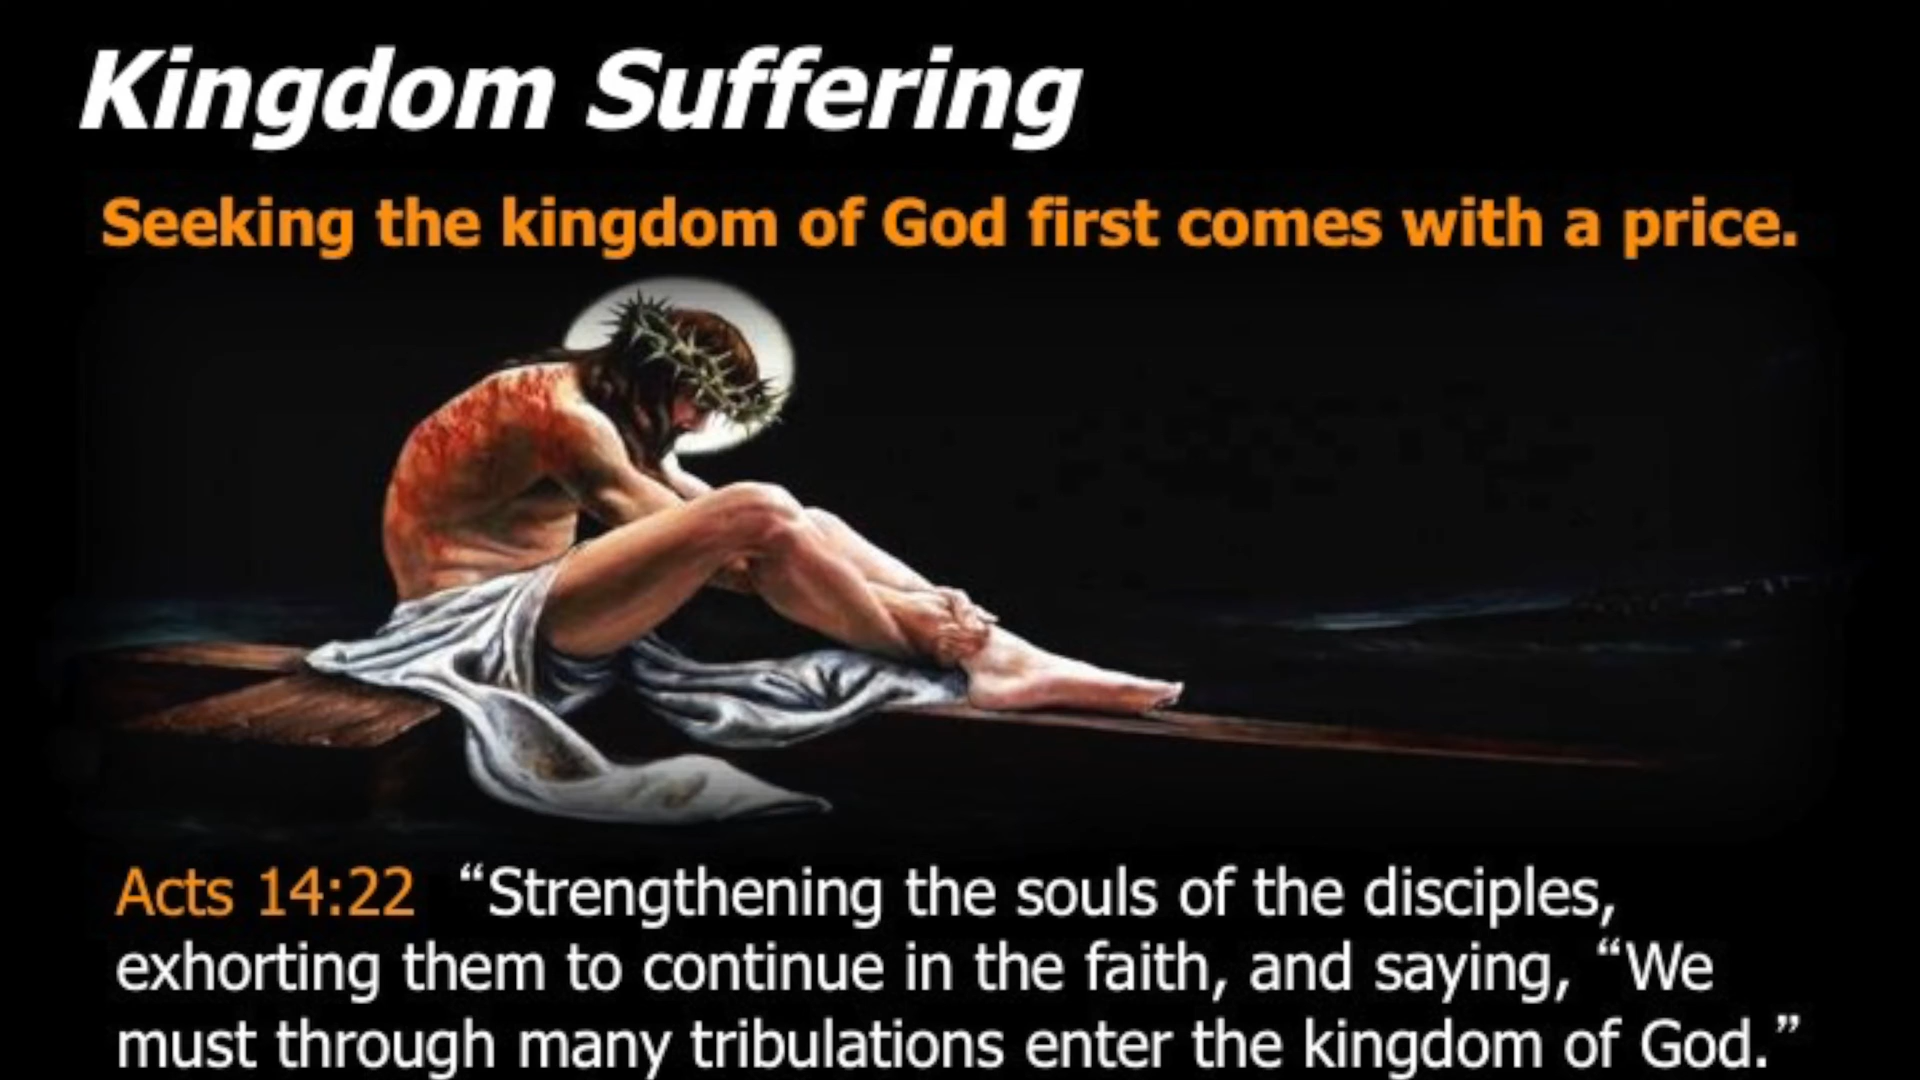 Kingdom Suffering
Seeking the kingdom of God first comes with a price.
Acts 14:22 “Strengthening the souls of the disciples,
exhorting them to continue in the faith, and saying, “We
must through many tribulations enter the kingdom of God.”